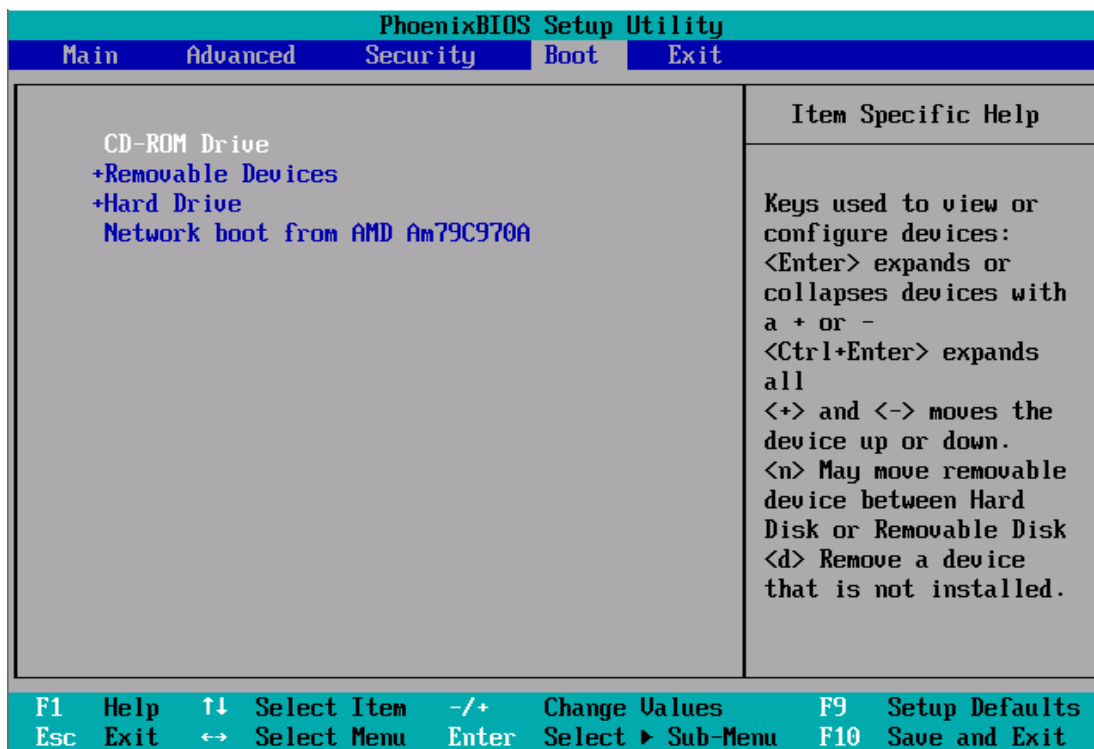 PhoenixBIOS Setup Utility
Main Advanced Security Boot Exit
CD-ROM Drive
+Removable Devices
+Hard Drive
Network boot from AMD Am79C970A
Item Specific Help
Keys used to view or
configure devices:
<Enter> expands or
collapses devices with
a + or -
<Ctrl+Enter> expands
all
<+> and <-> moves the
device up or down.
<n> May move removable
device between Hard
Disk or Removable Disk
<d> Remove a device
that is not installed.
F1 Help ↑↓ Select Item -/+ Change Values F9 Setup Defaults
Esc Exit ↔ Select Menu Enter Select ▶ Sub-Menu F10 Save and Exit